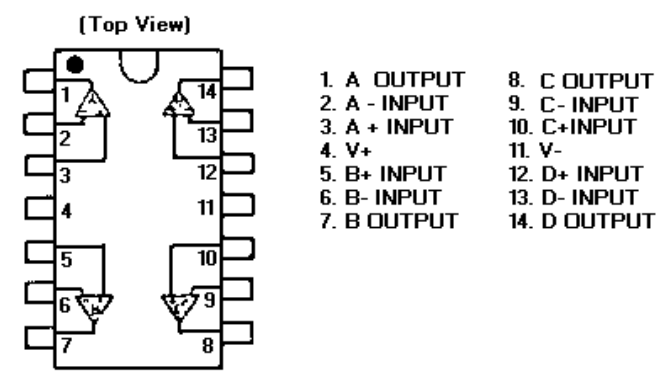 (Top View)
1
2
3
4
5
6
7
14
13
12
11
10
9
8
1. A OUTPUT
2. A - INPUT
3. A + INPUT
4. V+
5. B+ INPUT
6. B- INPUT
7. B OUTPUT
8. C OUTPUT
9. C- INPUT
10. C+INPUT
11. V-
12. D+ INPUT
13. D- INPUT
14. D OUTPUT